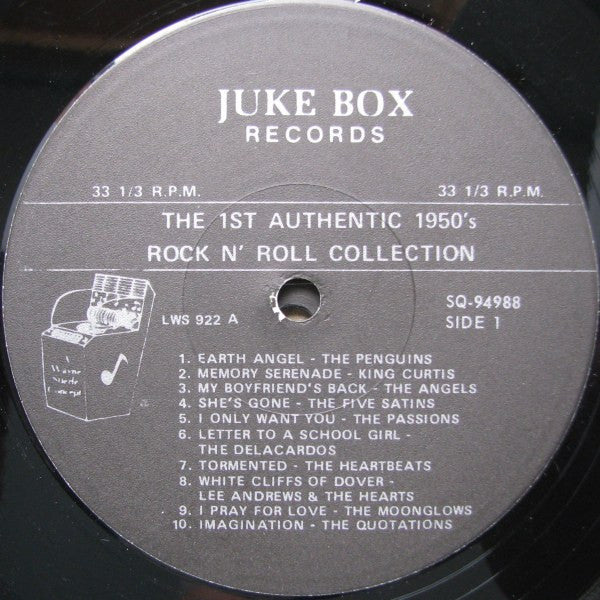 JUKE BOX
RECORDS
33 1/3 R.P.M.
33 1/3 R.P.M.
THE 1ST AUTHENTIC 1950's
ROCK N' ROLL COLLECTION
LWS 922 A
SQ-94988
SIDE 1
A
Wayne
Stierle
Concept
1. EARTH ANGEL - THE PENGUINS
2. MEMORY SERENADE - KING CURTIS
3. MY BOYFRIEND'S BACK - THE ANGELS
4. SHE'S GONE - THE FIVE SATINS
5. I ONLY WANT YOU - THE PASSIONS
6. LETTER TO A SCHOOL GIRL -
THE DELACARDOS
7. TORMENTED - THE HEARTBEATS
8. WHITE CLIFFS OF DOVER -
LEE ANDREWS & THE HEARTS
9. I PRAY FOR LOVE - THE MOONGLOWS
10. IMAGINATION - THE QUOTATIONS